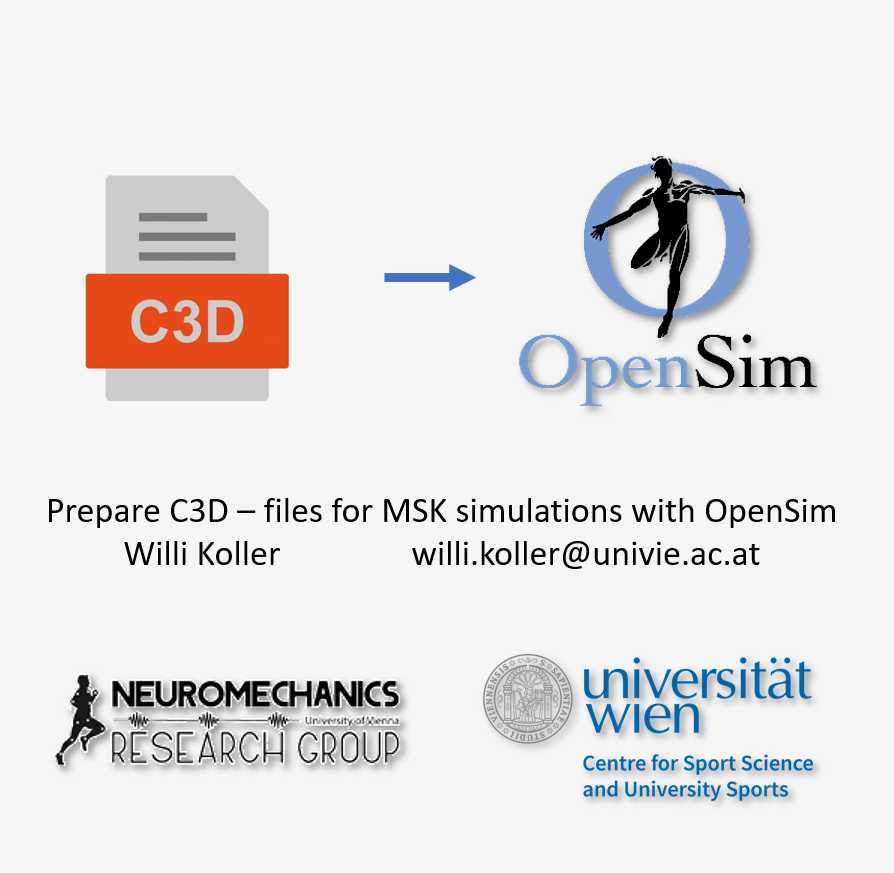 C3D
OpenSim
Prepare C3D – files for MSK simulations with OpenSim
Willi Koller willi.koller@univie.ac.at
NEUROMECHANICS
University of Vienna
RESEARCH GROUP
universität
wien
Centre for Sport Science
and University Sports